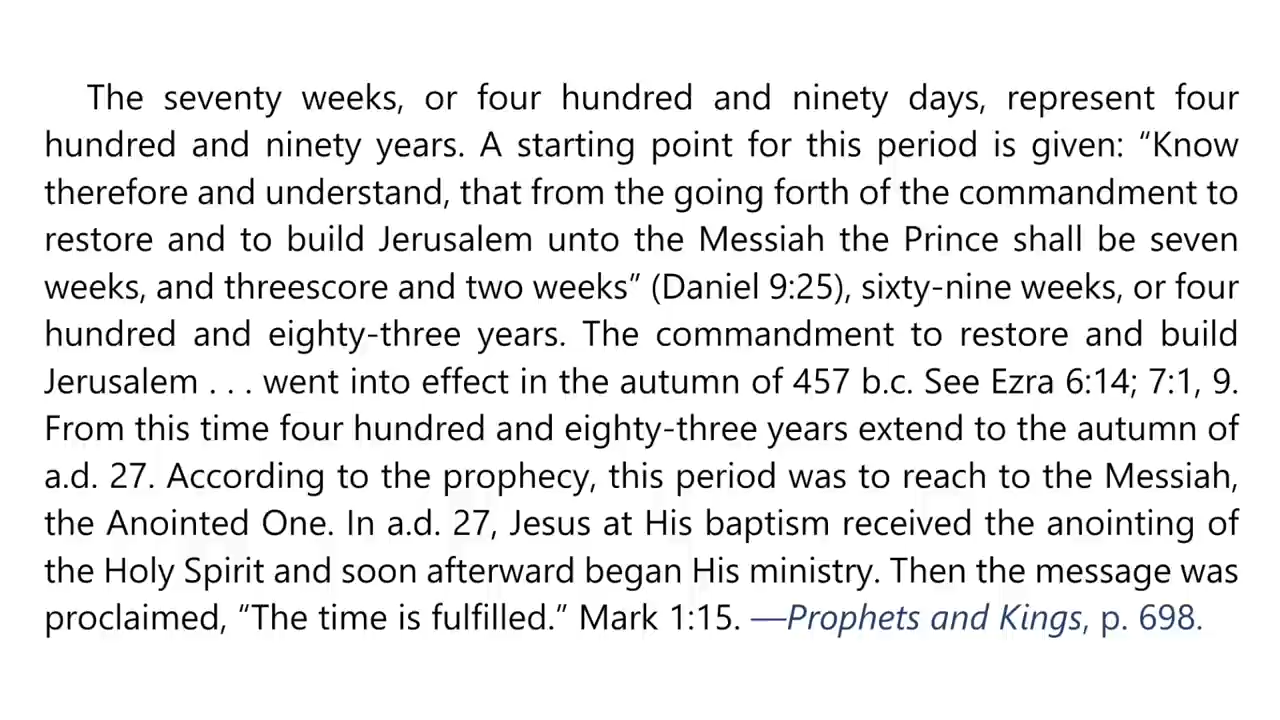 The seventy weeks, or four hundred and ninety days, represent four
hundred and ninety years. A starting point for this period is given: “Know
therefore and understand, that from the going forth of the commandment to
restore and to build Jerusalem unto the Messiah the Prince shall be seven
weeks, and threescore and two weeks” (Daniel 9:25), sixty-nine weeks, or four
hundred and eighty-three years. The commandment to restore and build
Jerusalem . . . went into effect in the autumn of 457 b.c. See Ezra 6:14; 7:1, 9.
From this time four hundred and eighty-three years extend to the autumn of
a.d. 27. According to the prophecy, this period was to reach to the Messiah,
the Anointed One. In a.d. 27, Jesus at His baptism received the anointing of
the Holy Spirit and soon afterward began His ministry. Then the message was
proclaimed, “The time is fulfilled.” Mark 1:15. —Prophets and Kings, p. 698.